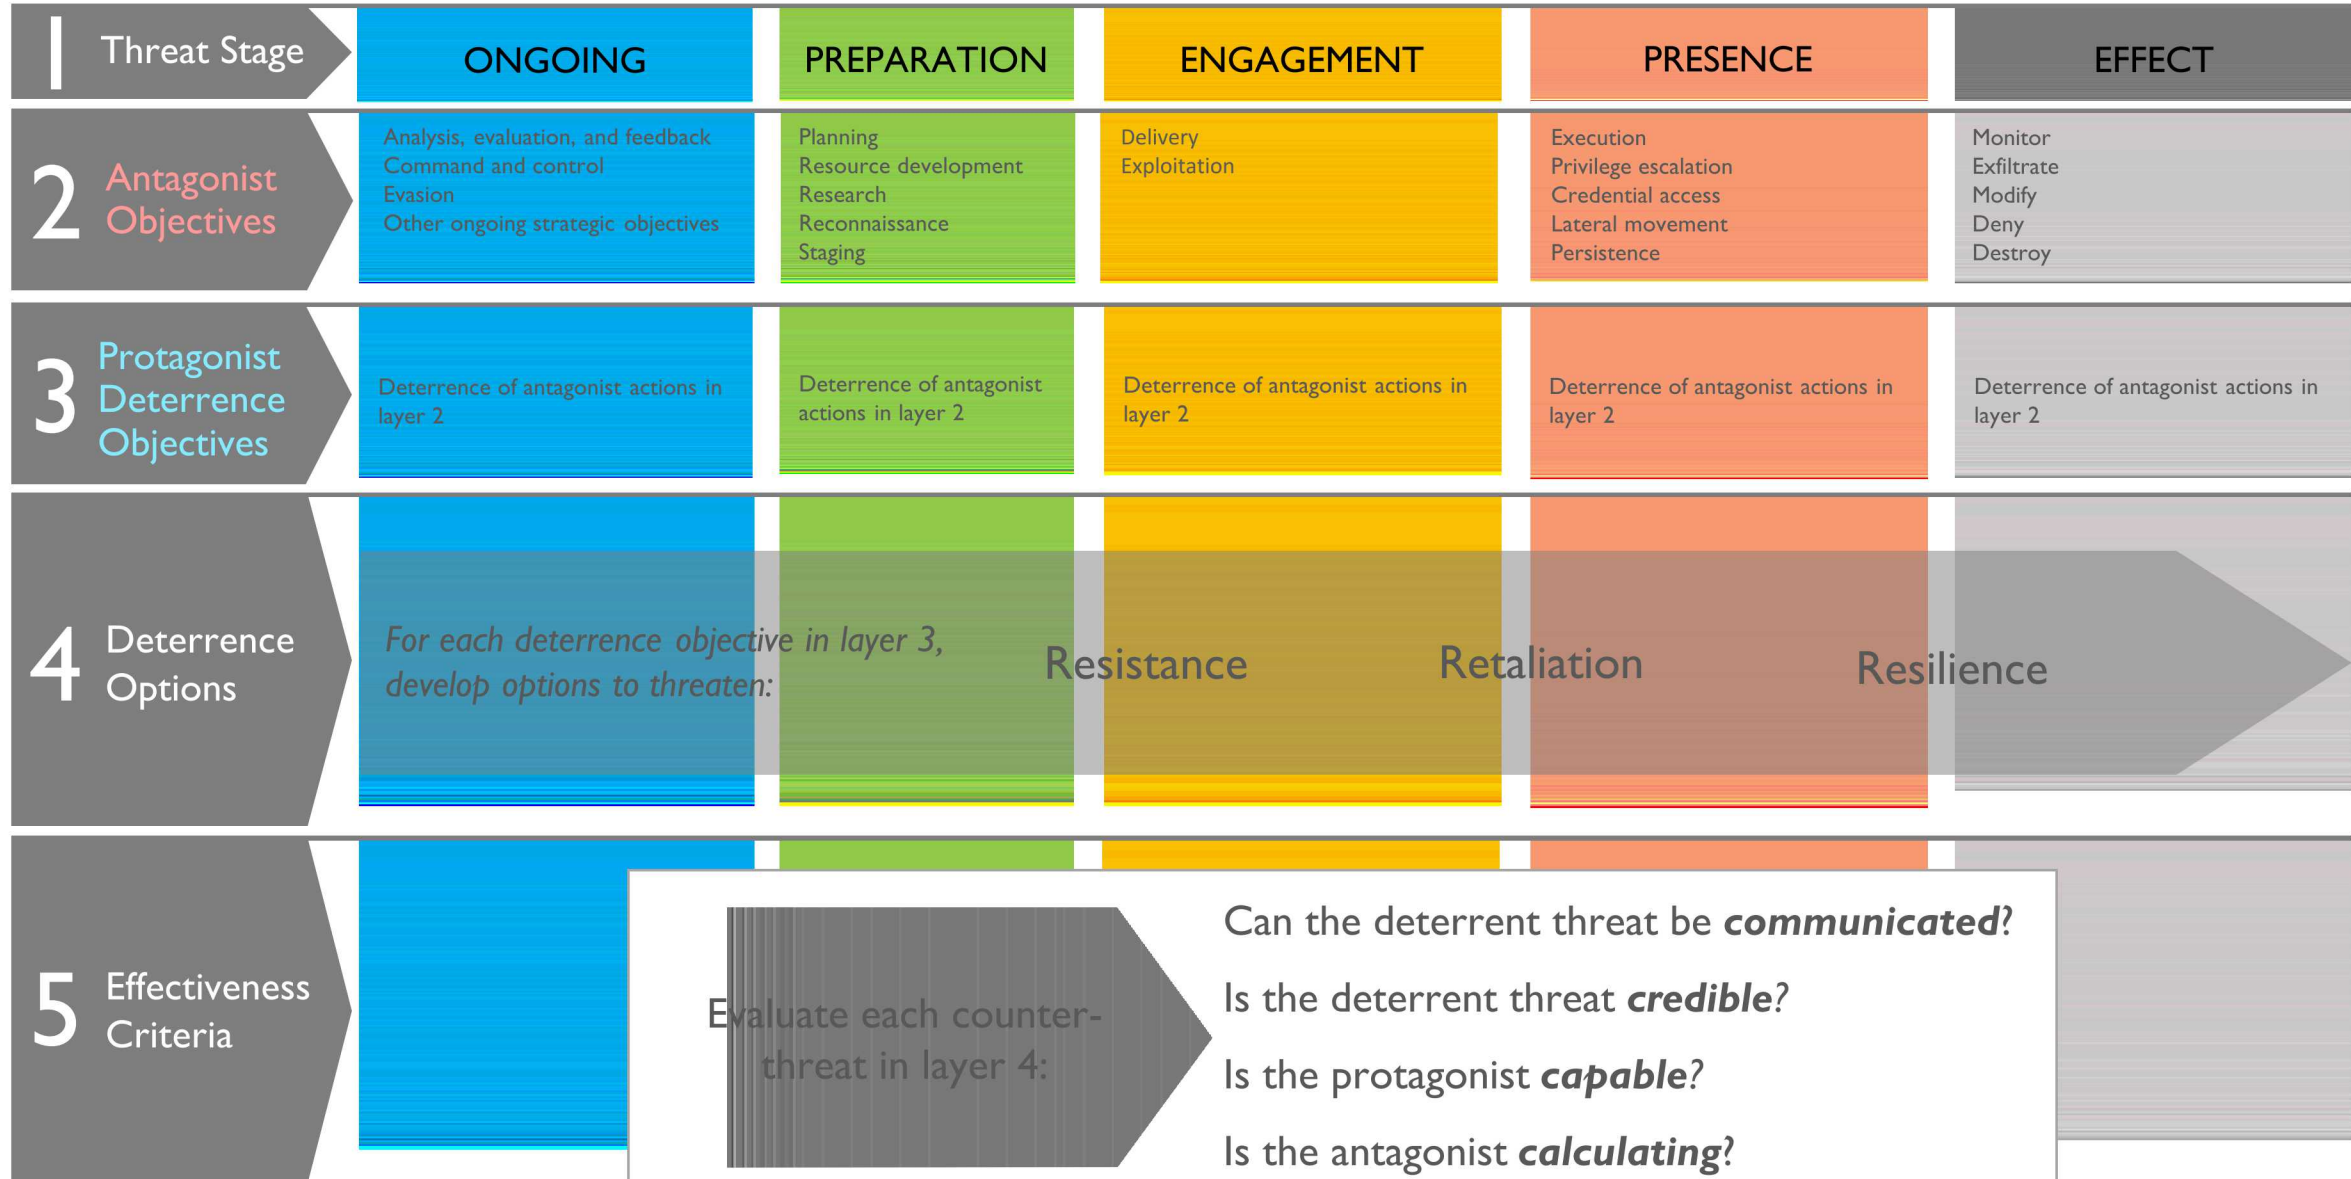 1 Threat Stage
ONGOING
PREPARATION
ENGAGEMENT
PRESENCE
EFFECT
2 Antagonist
Objectives
Analysis, evaluation, and feedback
Command and control
Evasion
Other ongoing strategic objectives
Planning
Resource development
Research
Reconnaissance
Staging
Delivery
Exploitation
Execution
Privilege escalation
Credential access
Lateral movement
Persistence
Monitor
Exfiltrate
Modify
Deny
Destroy
3 Protagonist
Deterrence
Objectives
Deterrence of antagonist actions in
layer 2
Deterrence of antagonist
actions in layer 2
Deterrence of antagonist actions in
layer 2
Deterrence of antagonist actions in
layer 2
Deterrence of antagonist actions in
layer 2
4 Deterrence
Options
For each deterrence objective in layer 3,
develop options to threaten:
Resistance
Retaliation
Resilience
5 Effectiveness
Criteria
Evaluate each counter-
threat in layer 4:
Can the deterrent threat be communicated?
Is the deterrent threat credible?
Is the protagonist capable?
Is the antagonist calculating?